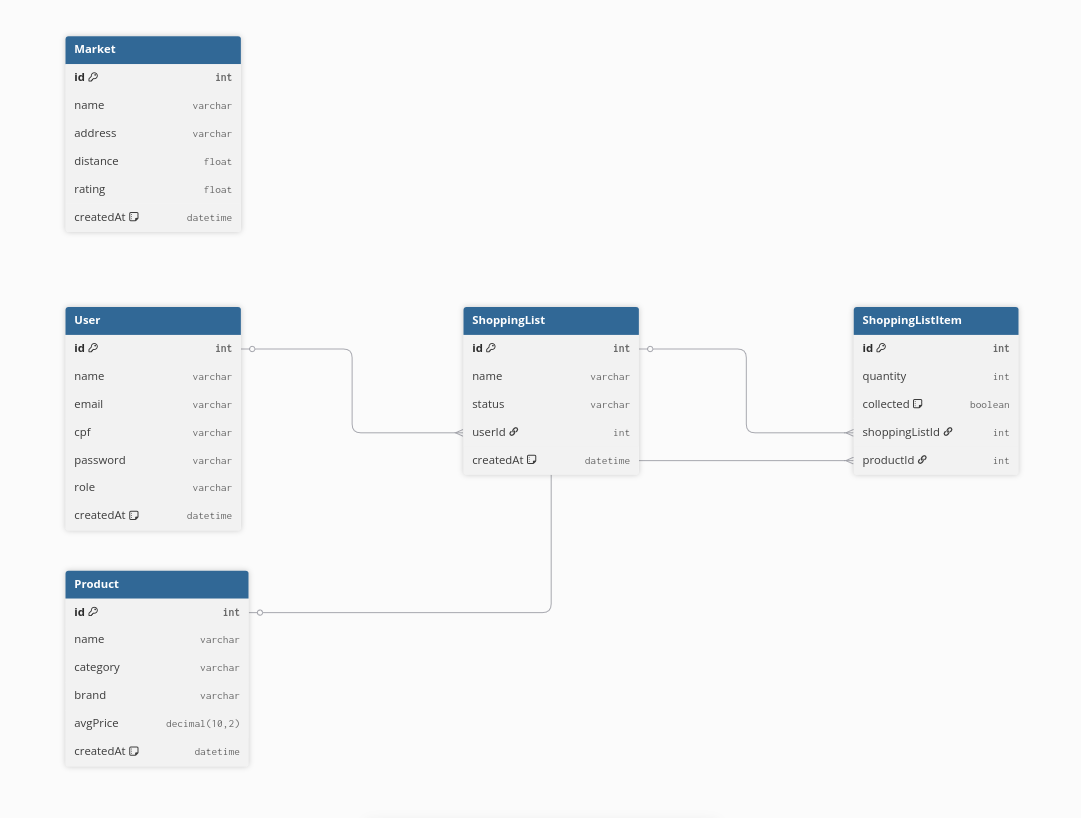 Market
id int
name varchar
address varchar
distance float
rating float
createdAt datetime
User
id int
name varchar
email varchar
cpf varchar
password varchar
role varchar
createdAt datetime
ShoppingList
id int
name varchar
status varchar
userId int
createdAt datetime
ShoppingListItem
id int
quantity int
collected boolean
shoppingListId int
productId int
Product
id int
name varchar
category varchar
brand varchar
avgPrice decimal(10,2)
createdAt datetime